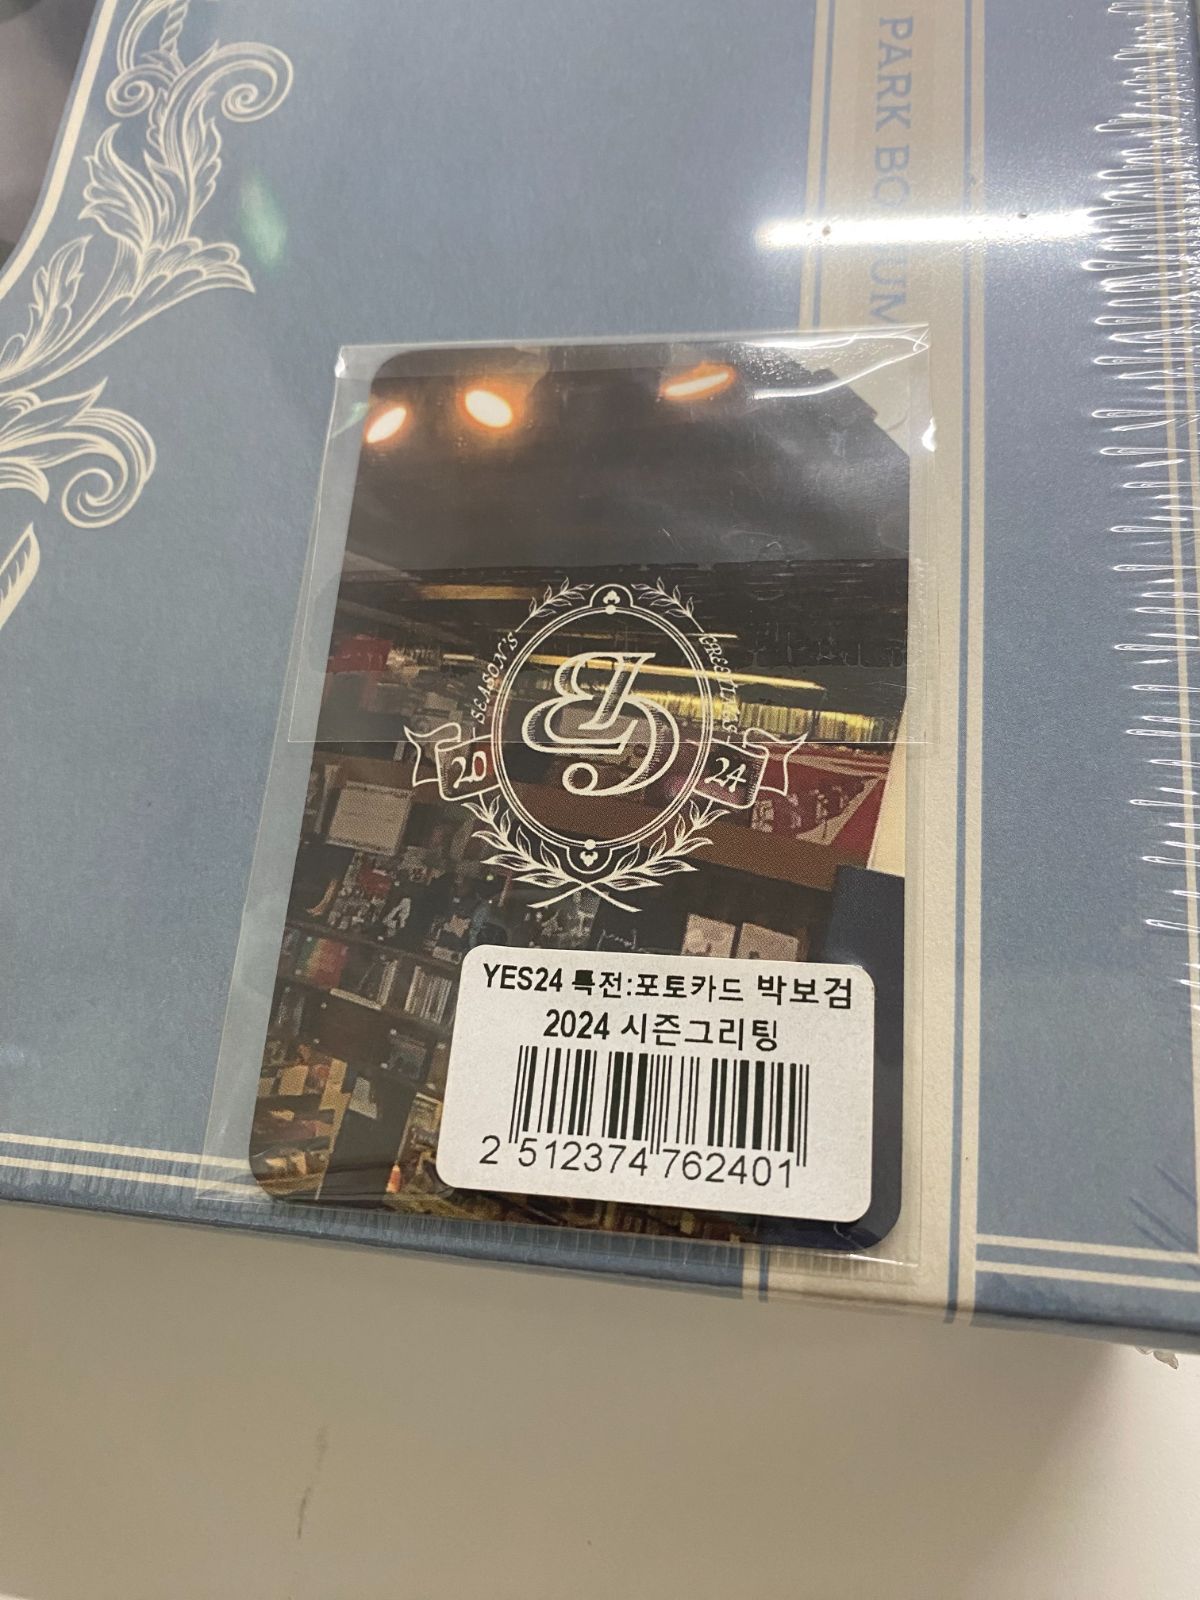 PARK BOGUM
SEASON'S GREETINGS
20 24
YES24 특전:포토카드 박보검
2024 시즌그리팅
2 512374 762401